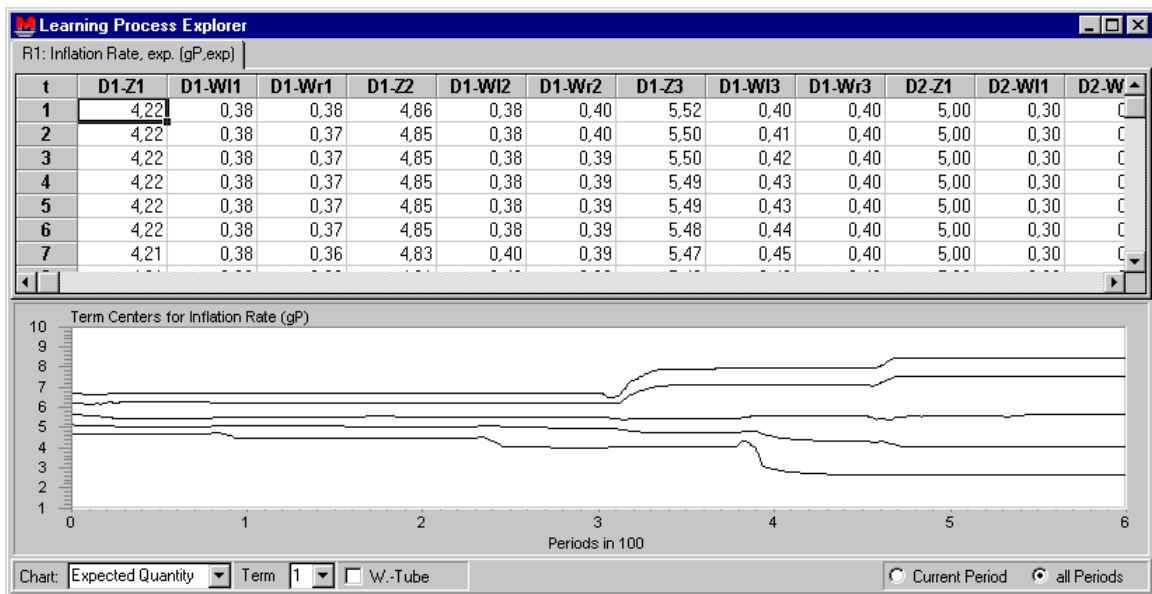 Learning Process Explorer
R1: Inflation Rate, exp. (gP,exp)
t D1-Z1 D1-Wl1 D1-Wr1 D1-Z2 D1-Wl2 D1-Wr2 D1-Z3 D1-Wl3 D1-Wr3 D2-Z1 D2-Wl1 D2-W
1 4,22 0,38 0,38 4,86 0,38 0,40 5,52 0,40 0,40 5,00 0,30
2 4,22 0,38 0,37 4,85 0,38 0,40 5,50 0,41 0,40 5,00 0,30
3 4,22 0,38 0,37 4,85 0,38 0,39 5,50 0,42 0,40 5,00 0,30
4 4,22 0,38 0,37 4,85 0,38 0,39 5,49 0,43 0,40 5,00 0,30
5 4,22 0,38 0,37 4,85 0,38 0,39 5,49 0,43 0,40 5,00 0,30
6 4,22 0,38 0,37 4,85 0,38 0,39 5,48 0,44 0,40 5,00 0,30
7 4,21 0,38 0,36 4,83 0,40 0,39 5,47 0,45 0,40 5,00 0,30
Term Centers for Inflation Rate (gP)
10
9
8
7
6
5
4
3
2
1
0 1 2 3 4 5 6
Periods in 100
Chart: Expected Quantity Term 1 W.-Tube Current Period all Periods